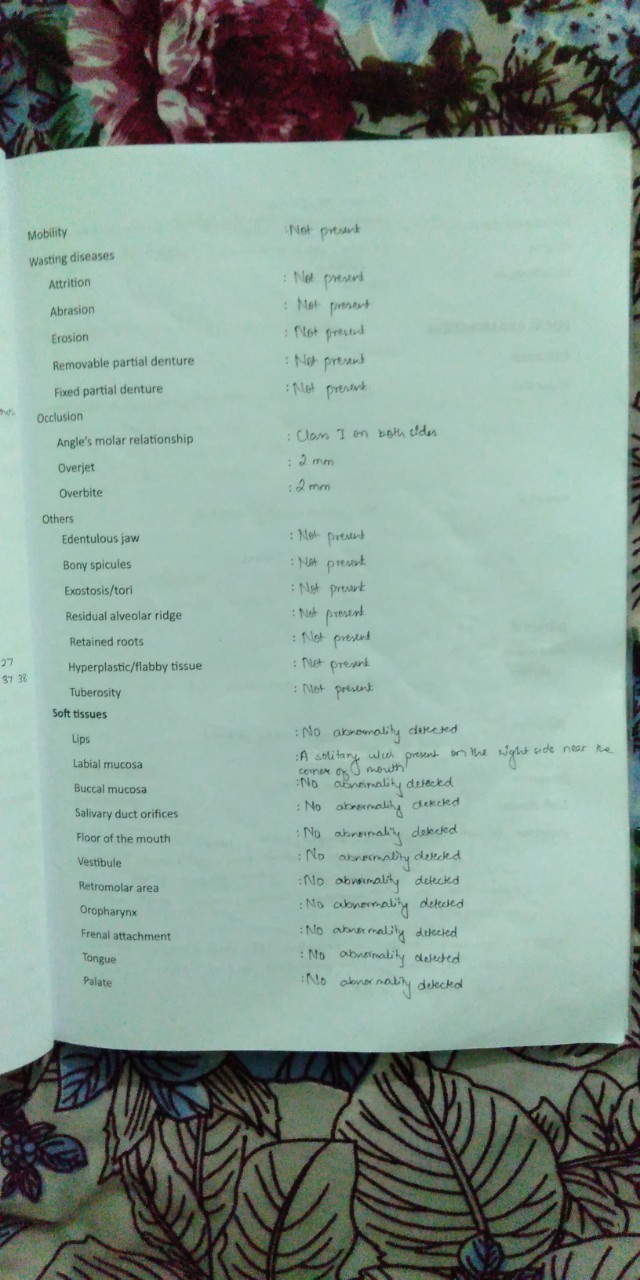 Mobility :Not present
Wasting diseases
Attrition : Not present
Abrasion : Not present
Erosion : Not present
Removable partial denture : Not present
Fixed partial denture : Not present
Occlusion
Angle's molar relationship : Class I on both sides
Overjet : 2 mm
Overbite : 2 mm
Others
Edentulous jaw : Not present
Bony spicules : Not present
Exostosis/tori : Not present
Residual alveolar ridge : Not present
Retained roots : Not present
27
Hyperplastic/flabby tissue : Not present
37 38
Tuberosity : Not present
Soft tissues
Lips : No abnormality detected
Labial mucosa : A solitary ulcer present on the right side near the
corner of mouth
Buccal mucosa : No abnormality detected
Salivary duct orifices : No abnormality detected
Floor of the mouth : No abnormality detected
Vestibule : No abnormality detected
Retromolar area : No abnormality detected
Oropharynx : No abnormality detected
Frenal attachment : No abnormality detected
Tongue : No abnormality detected
Palate : No abnormality detected